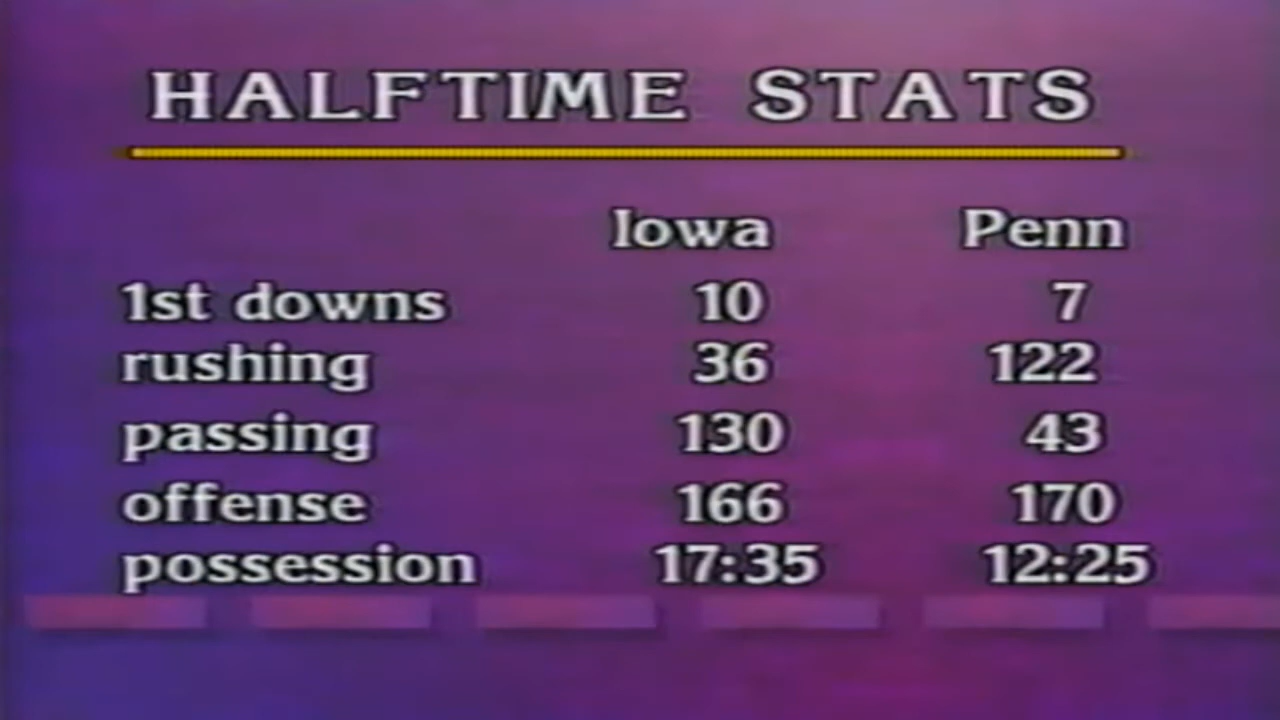 HALFTIME STATS
Iowa Penn
1st downs 10 7
rushing 36 122
passing 130 43
offense 166 170
possession 17:35 12:25